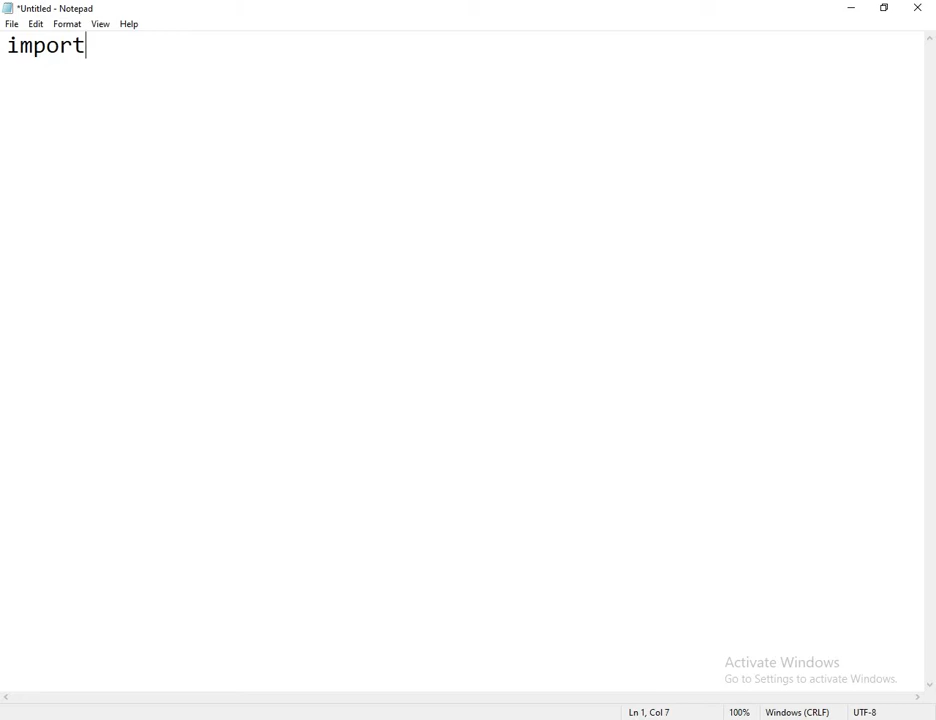 *Untitled - Notepad
File Edit Format View Help
import
Activate Windows
Go to Settings to activate Windows.
Ln 1, Col 7 100% Windows (CRLF) UTF-8